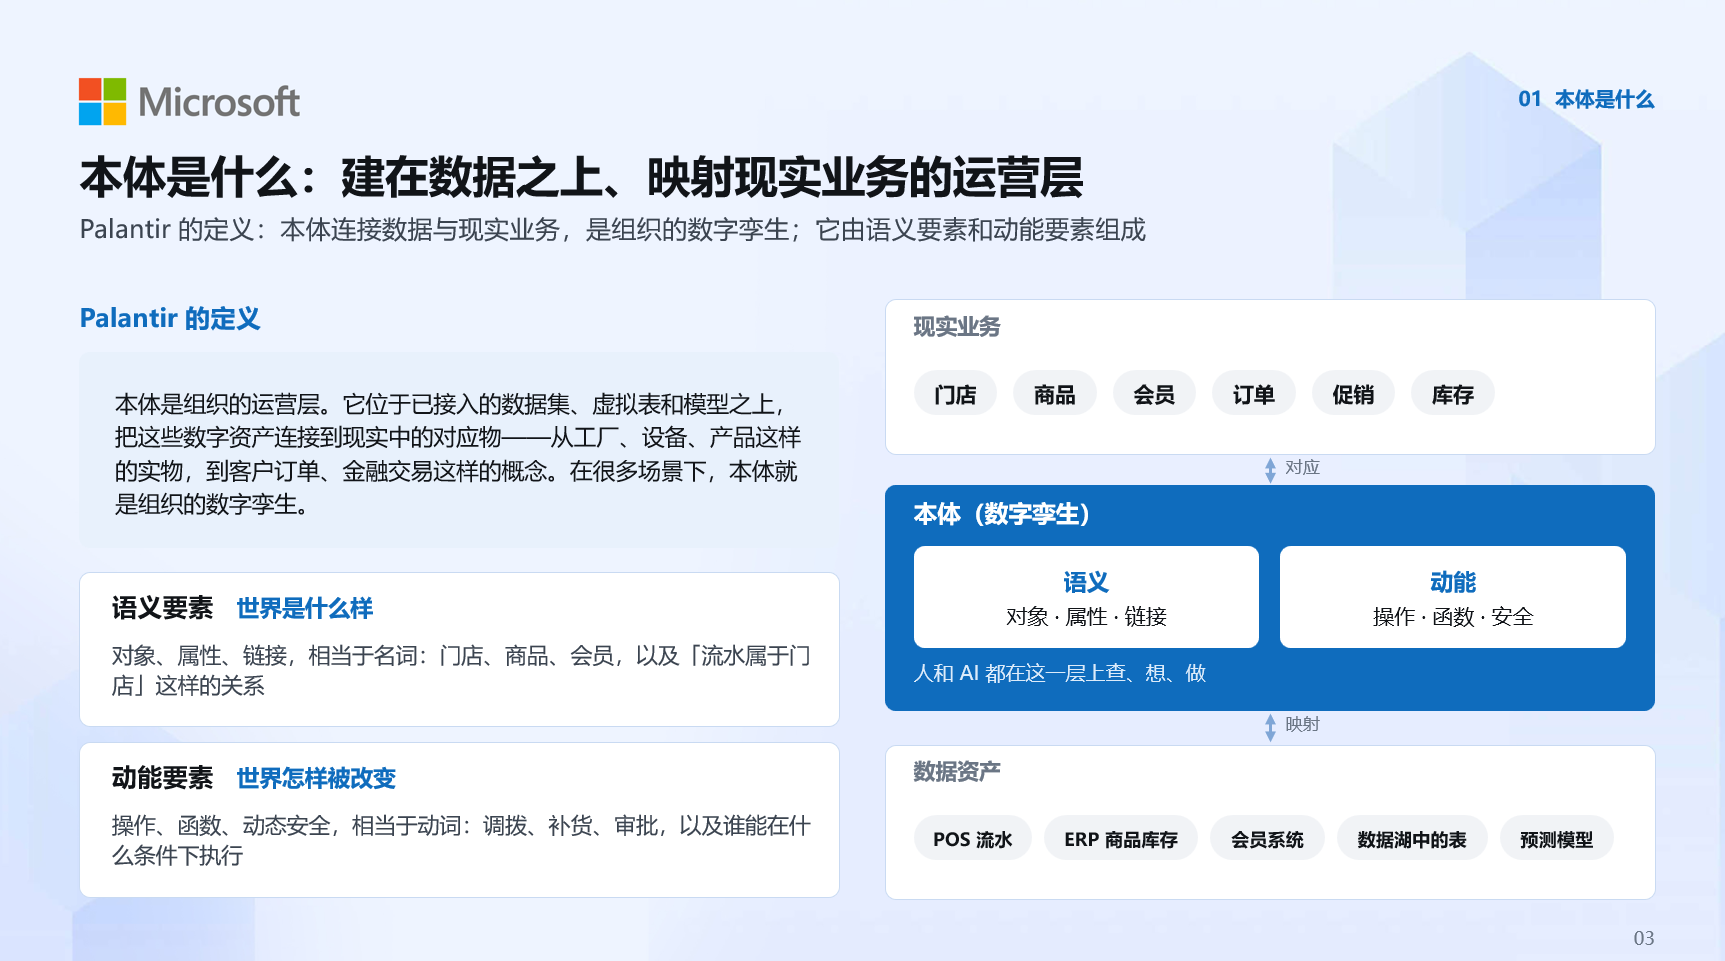 Microsoft
01 本体是什么
本体是什么：建在数据之上、映射现实业务的运营层
Palantir 的定义：本体连接数据与现实业务，是组织的数字孪生；它由语义要素和动能要素组成
Palantir 的定义
本体是组织的运营层。它位于已接入的数据集、虚拟表和模型之上，
把这些数字资产连接到现实中的对应物——从工厂、设备、产品这样
的实物，到客户订单、金融交易这样的概念。在很多场景下，本体就
是组织的数字孪生。
语义要素 世界是什么样
对象、属性、链接，相当于名词：门店、商品、会员，以及「流水属于门
店」这样的关系
动能要素 世界怎样被改变
操作、函数、动态安全，相当于动词：调拨、补货、审批，以及谁能在什
么条件下执行
现实业务
门店 商品 会员 订单 促销 库存
对应
本体（数字孪生）
语义 动能
对象 · 属性 · 链接 操作 · 函数 · 安全
人和 AI 都在这一层上查、想、做
映射
数据资产
POS 流水 ERP 商品库存 会员系统 数据湖中的表 预测模型
03